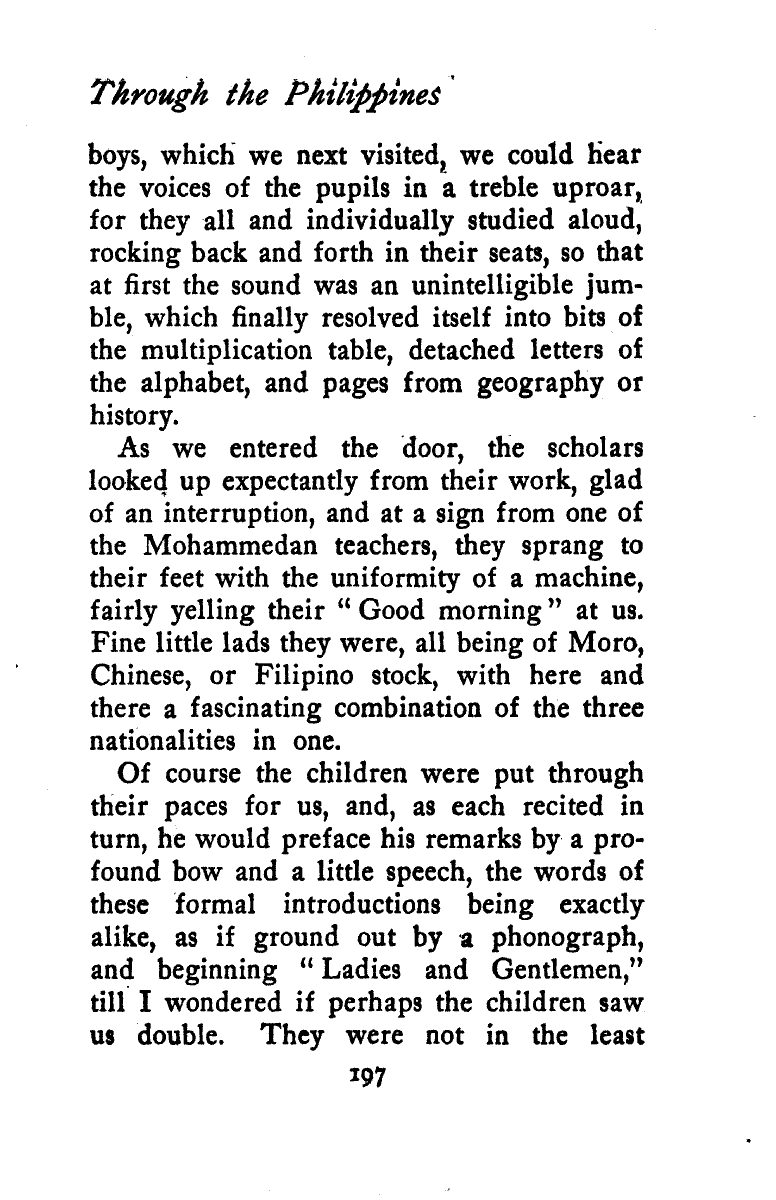 Through the Philippines
boys, which we next visited, we could hear
the voices of the pupils in a treble uproar,
for they all and individually studied aloud,
rocking back and forth in their seats, so that
at first the sound was an unintelligible jum-
ble, which finally resolved itself into bits of
the multiplication table, detached letters of
the alphabet, and pages from geography or
history.
As we entered the door, the scholars
looked up expectantly from their work, glad
of an interruption, and at a sign from one of
the Mohammedan teachers, they sprang to
their feet with the uniformity of a machine,
fairly yelling their “ Good morning ” at us.
Fine little lads they were, all being of Moro,
Chinese, or Filipino stock, with here and
there a fascinating combination of the three
nationalities in one.
Of course the children were put through
their paces for us, and, as each recited in
turn, he would preface his remarks by a pro-
found bow and a little speech, the words of
these formal introductions being exactly
alike, as if ground out by a phonograph,
and beginning “ Ladies and Gentlemen,”
till I wondered if perhaps the children saw
us double. They were not in the least
197